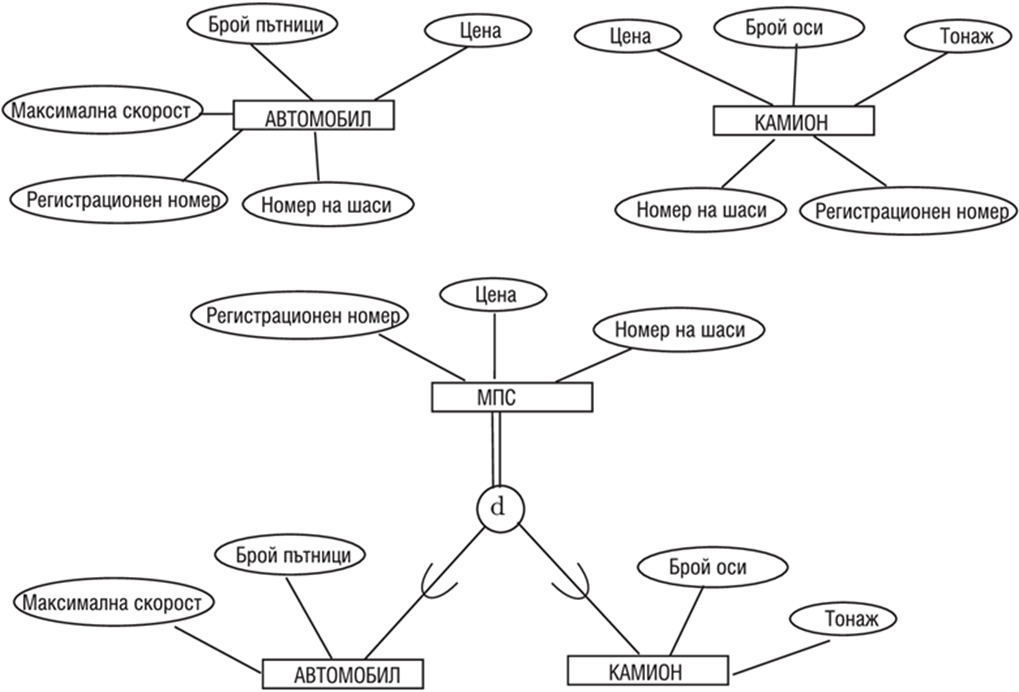 Брой пътници
Цена
Максимална скорост
АВТОМОБИЛ
Регистрационен номер
Номер на шаси
Цена
Брой оси
Тонаж
КАМИОН
Номер на шаси
Регистрационен номер
Регистрационен номер
Цена
Номер на шаси
МПС
d
Максимална скорост
Брой пътници
АВТОМОБИЛ
Брой оси
Тонаж
КАМИОН